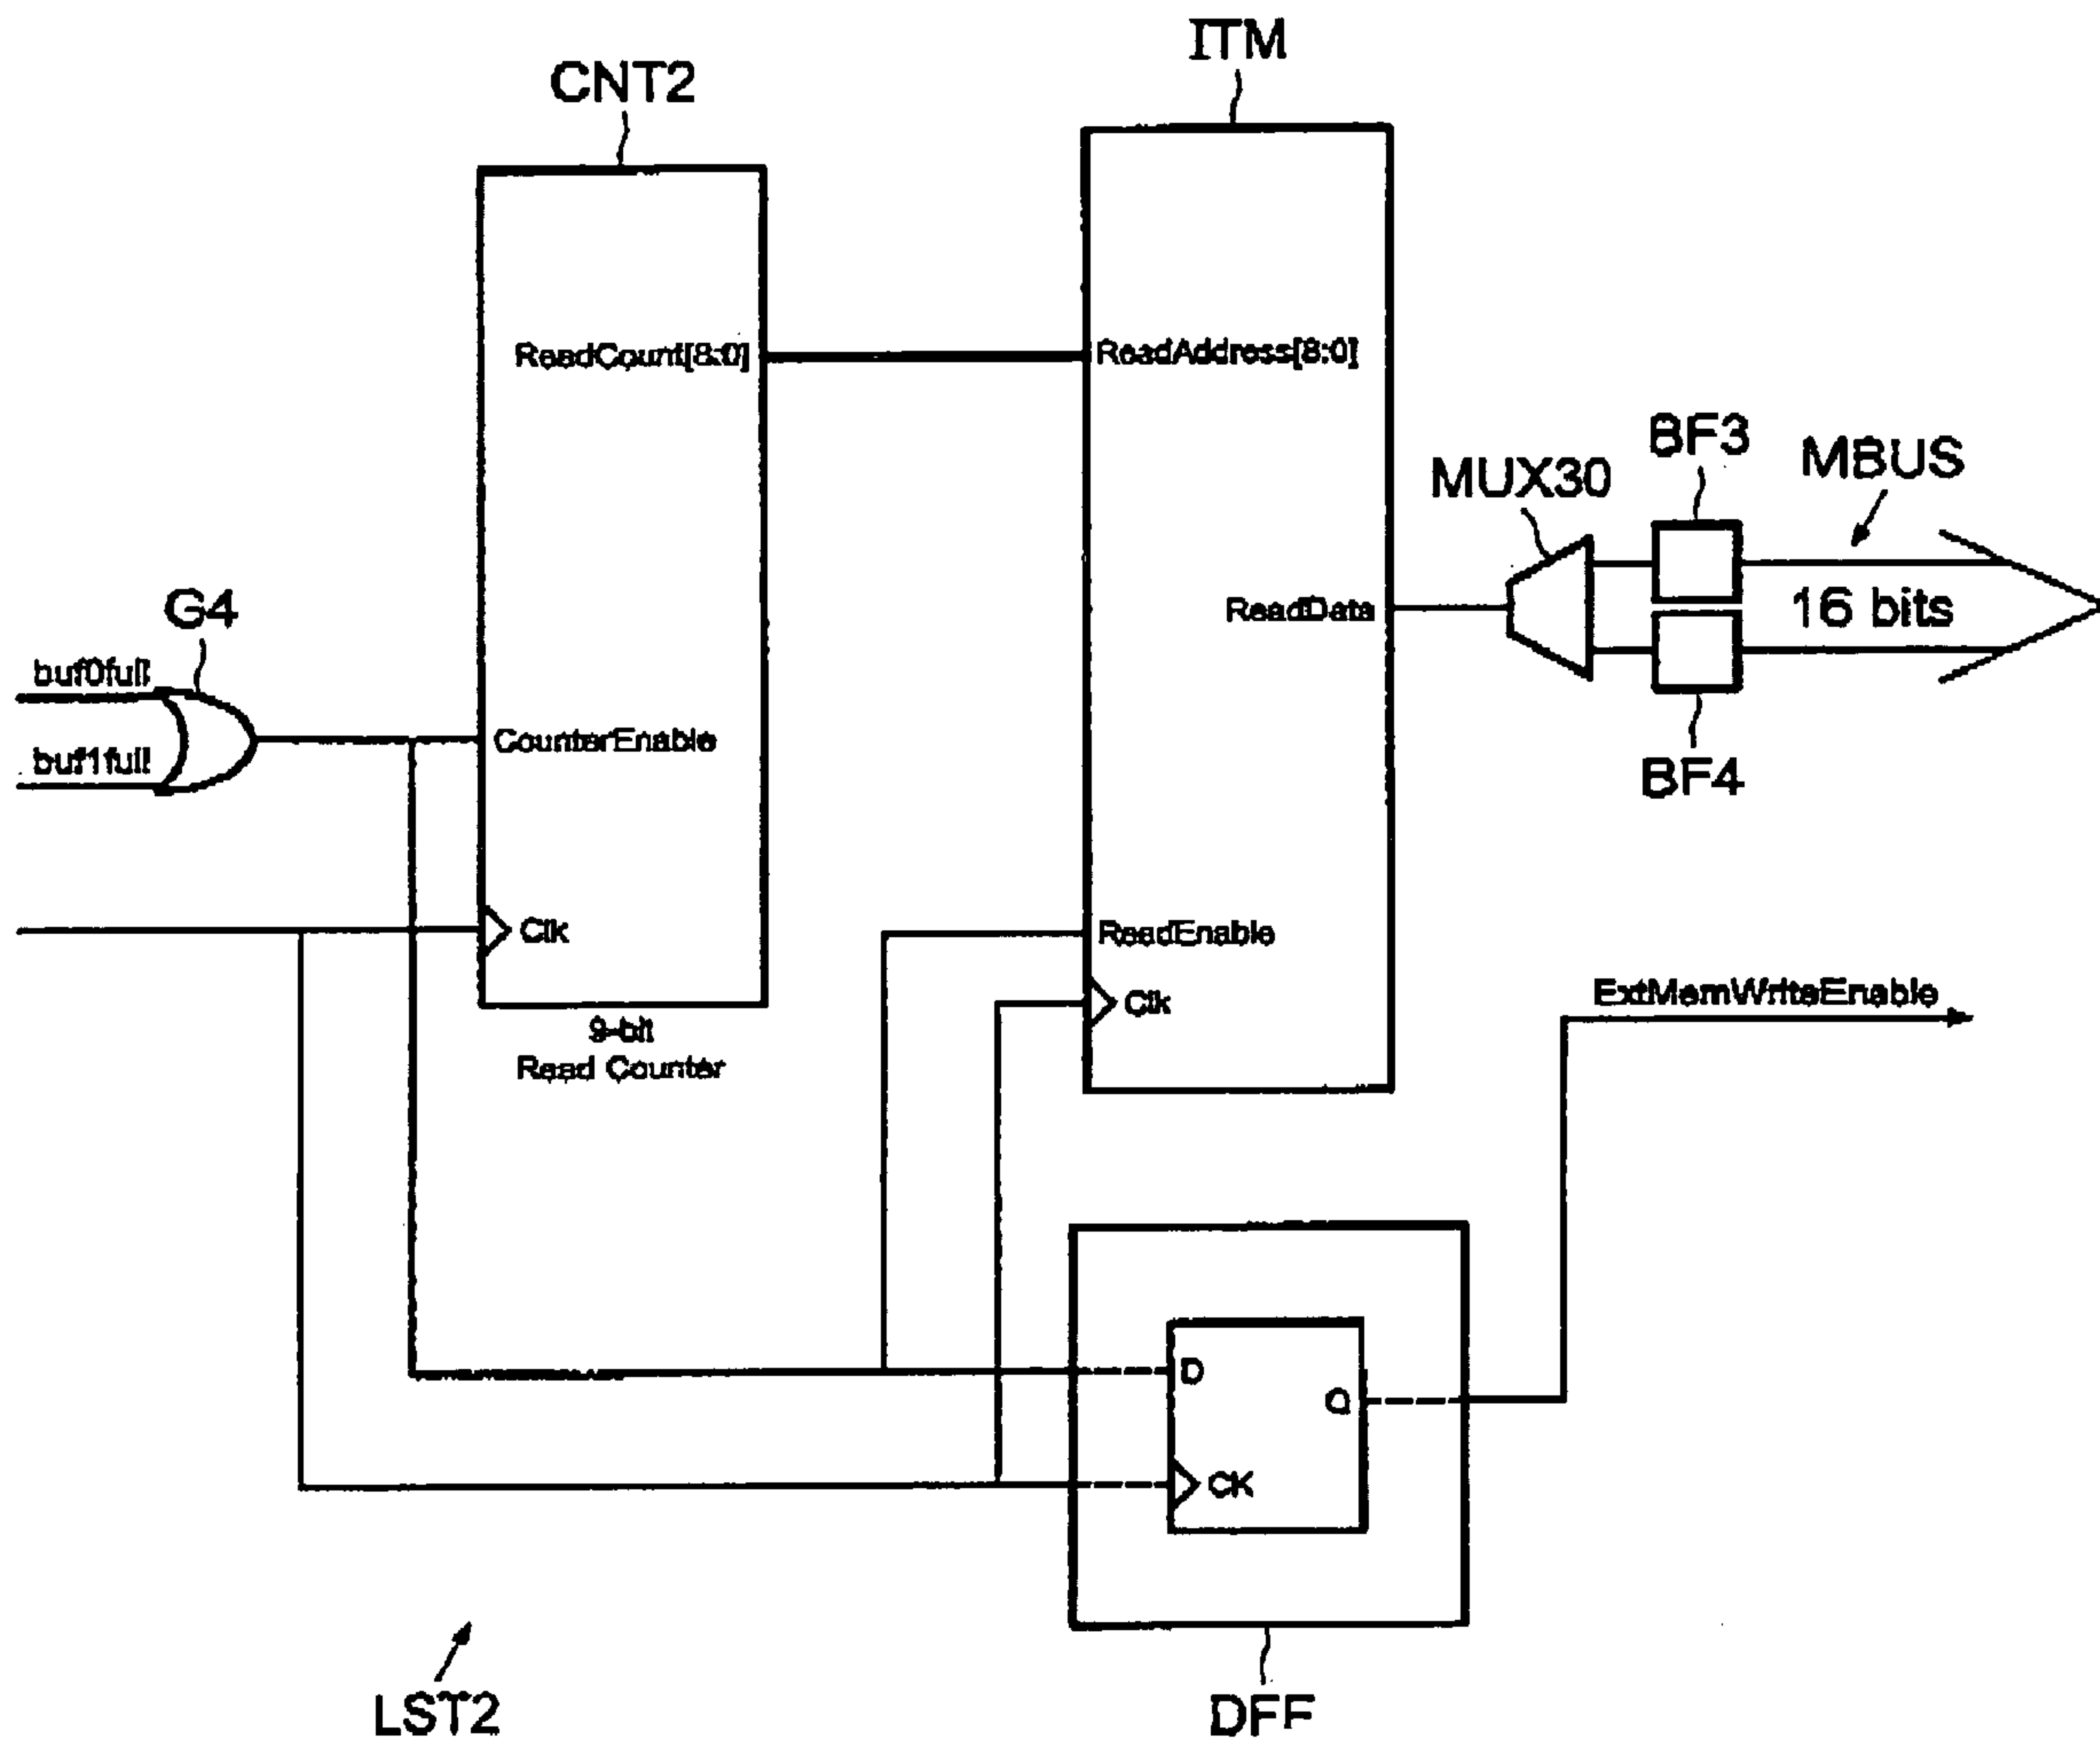 ITM
CNT2
ReadCount[8:0]
ReadAddress[8:0]
BF3
MBUS
MUX30
G4
16 bits
ReadData
buf0full
buf1full
CounterEnable
BF4
Clk
ReadEnable
Clk
ExtMemWriteEnable
9-bit
Read Counter
D
Q
CK
LST2
DFF